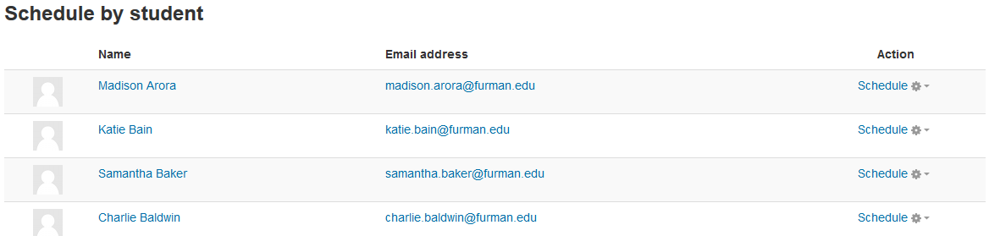 Schedule by student
Name Email address Action
Madison Arora madison.arora@furman.edu Schedule
Katie Bain katie.bain@furman.edu Schedule
Samantha Baker samantha.baker@furman.edu Schedule
Charlie Baldwin charlie.baldwin@furman.edu Schedule